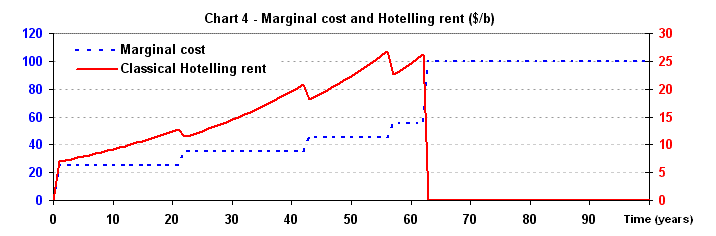 Chart 4 - Marginal cost and Hotelling rent ($/b)
120 30
Marginal cost
100 25
Classical Hotelling rent
80 20
60 15
40 10
20 5
0 0
0 10 20 30 40 50 60 70 80 90 Time (years)